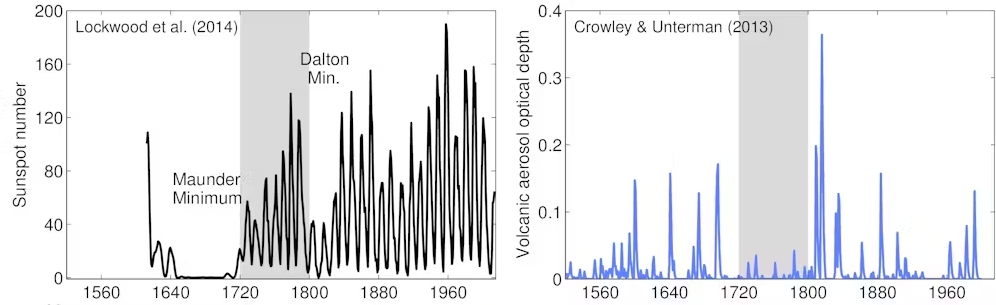 Lockwood et al. (2014)
Dalton
Min.
Maunder
Minimum
Sunspot number
200
160
120
80
40
0
1560
1640
1720
1800
1880
1960
Crowley & Unterman (2013)
Volcanic aerosol optical depth
0.4
0.3
0.2
0.1
0
1560
1640
1720
1800
1880
1960